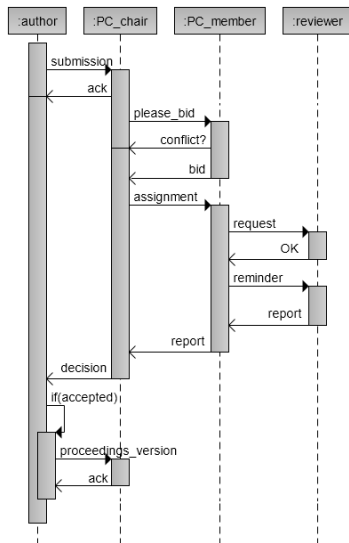 :author :PC_chair :PC_member :reviewer
submission
ack
please_bid
conflict?
bid
assignment
request
OK
reminder
report
report
decision
if(accepted)
proceedings_version
ack